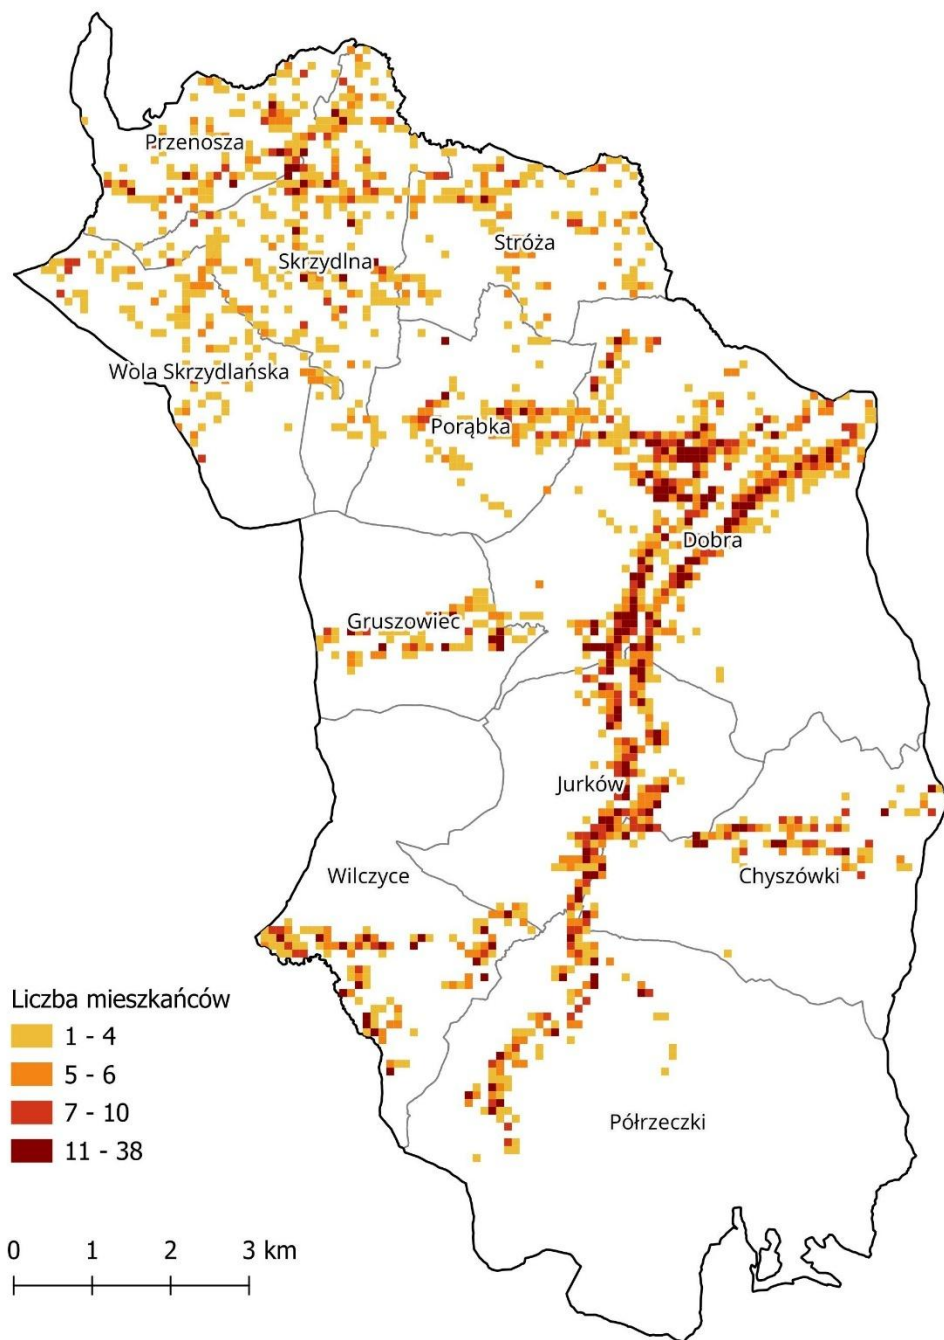 Przenosza
Stróża
Skrzydlna
Wola Skrzydlańska
Porąbka
Dobra
Gruszowiec
Jurków
Wilczyce
Chyszówki
Liczba mieszkańców
1 - 4
5 - 6
7 - 10
11 - 38
Półrzeczki
0 1 2 3 km